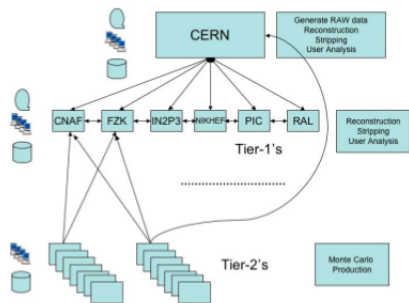 CERN
Generate RAW data
Reconstruction
Stripping
User Analysis
CNAF
FZK
IN2P3
NIKHEF
PIC
RAL
Reconstruction
Stripping
User Analysis
Tier-1's
Tier-2's
Monte Carlo
Production